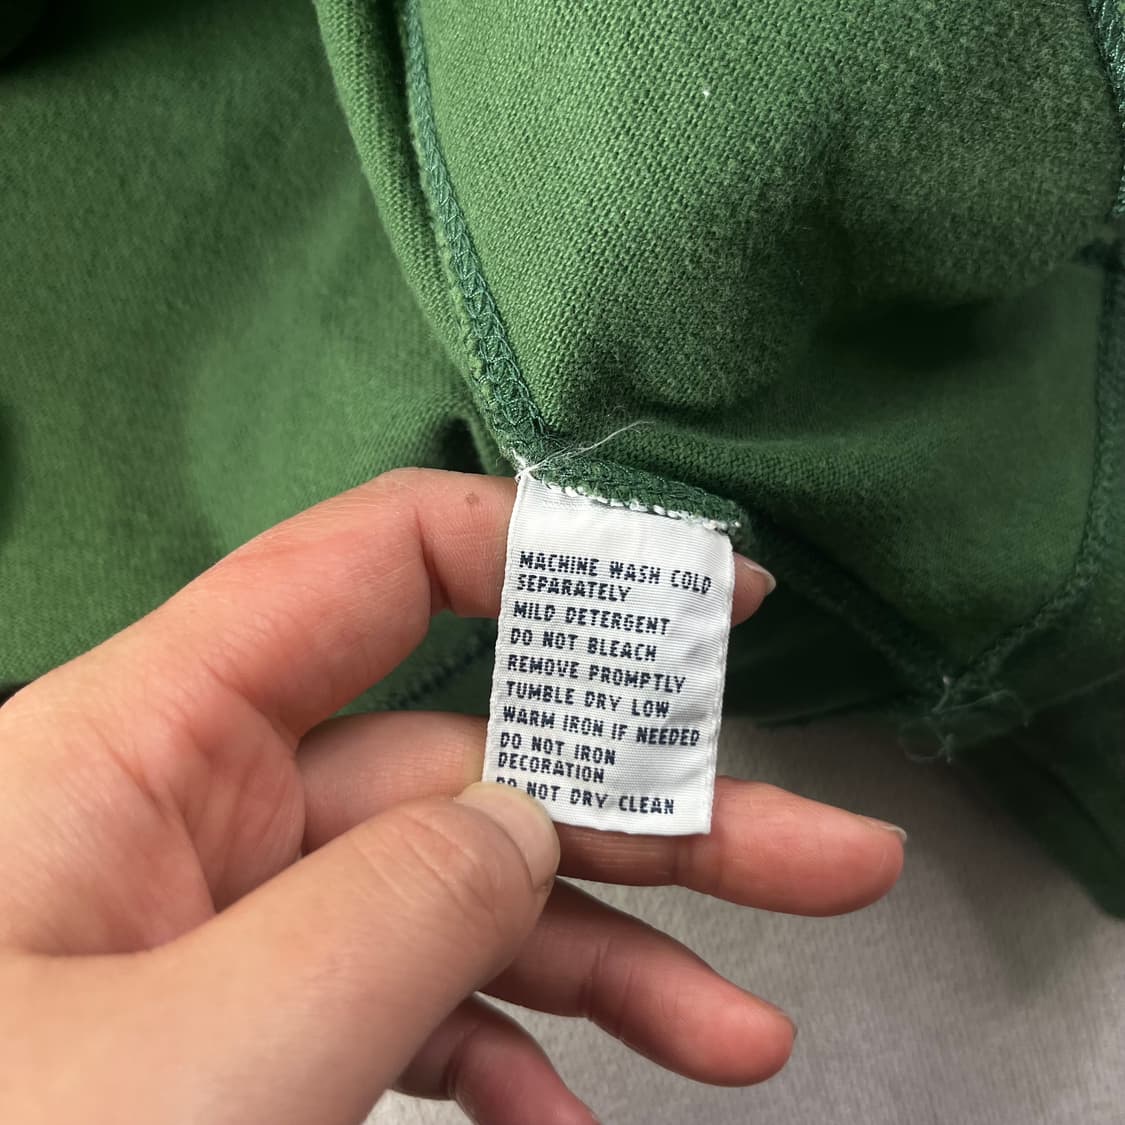 MACHINE WASH COLD
SEPARATELY
MILD DETERGENT
DO NOT BLEACH
REMOVE PROMPTLY
TUMBLE DRY LOW
WARM IRON IF NEEDED
DO NOT IRON
DECORATION
DO NOT DRY CLEAN